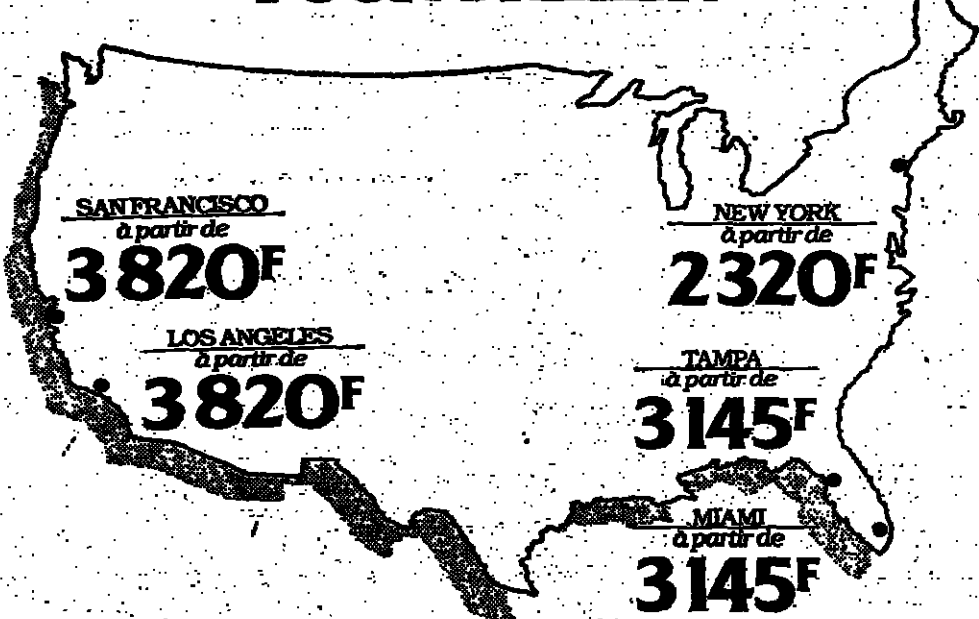 SAN FRANCISCO
à partir de
3 820F
LOS ANGELES
à partir de
3 820F
NEW YORK
à partir de
2 320F
TAMPA
à partir de
3 145F
MIAMI
à partir de
3 145F